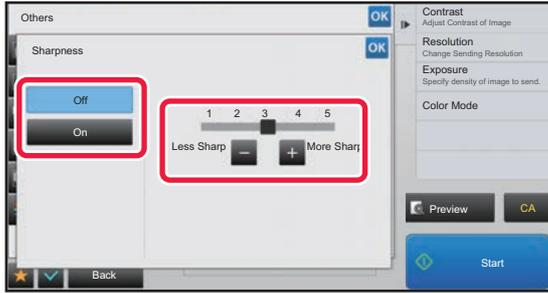 Others
OK
Sharpness
OK
Off
On
1 2 3 4 5
Less Sharp
−
+
More Sharp
Back
Contrast
Adjust Contrast of Image
Resolution
Change Sending Resolution
Exposure
Specify density of image to send.
Color Mode
Preview
CA
Start